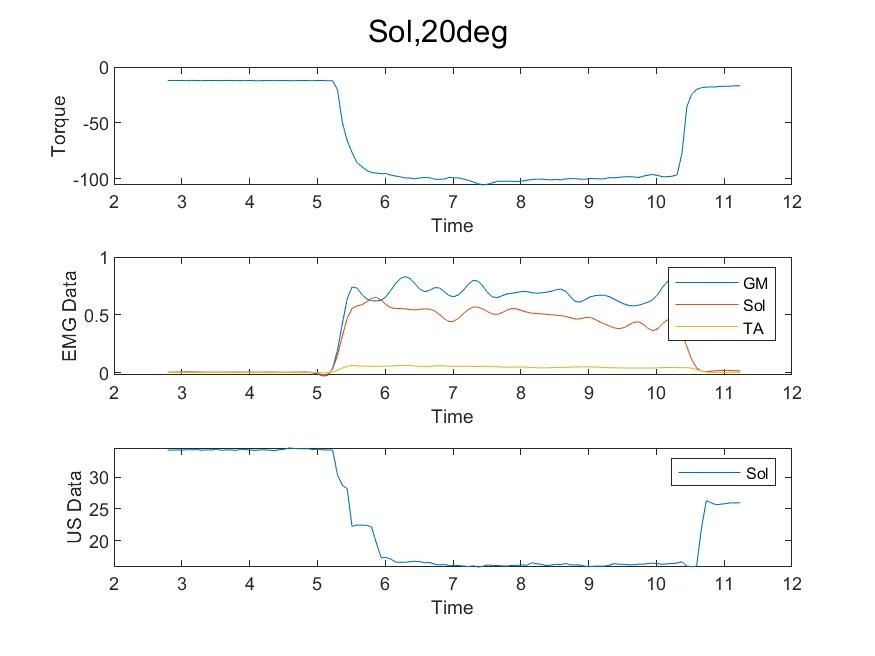 Sol,20deg
0
-50
-100
Torque
2 3 4 5 6 7 8 9 10 11 12
Time
1
0.5
0
EMG Data
GM
Sol
TA
2 3 4 5 6 7 8 9 10 11 12
Time
30
25
20
US Data
Sol
2 3 4 5 6 7 8 9 10 11 12
Time